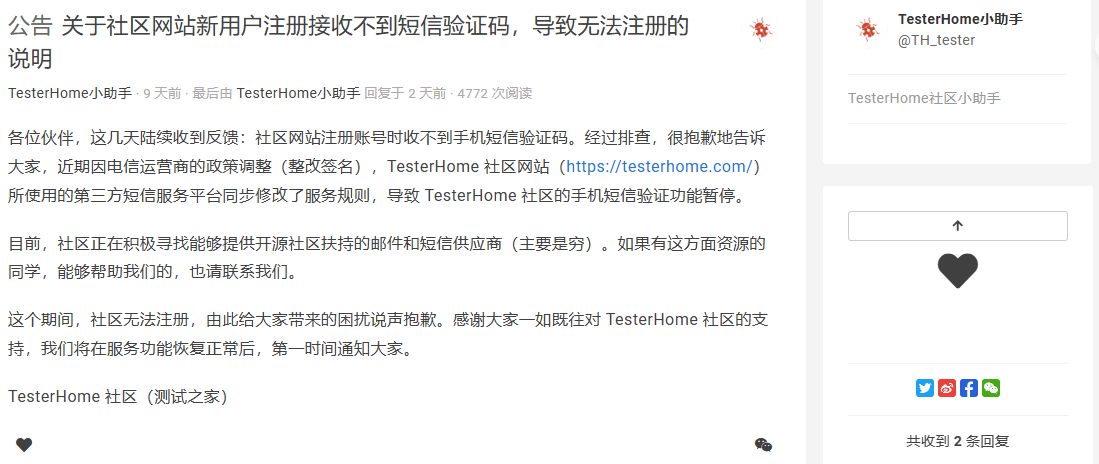 公告 关于社区网站新用户注册接收不到短信验证码，导致无法注册的
说明
TesterHome小助手 · 9 天前 · 最后由 TesterHome小助手 回复于 2 天前 · 4772 次阅读
各位伙伴，这几天陆续收到反馈：社区网站注册账号时收不到手机短信验证码。经过排查，很抱歉地告诉
大家，近期因电信运营商的政策调整（整改签名），TesterHome 社区网站（https://testerhome.com/）
所使用的第三方短信服务平台同步修改了服务规则，导致 TesterHome 社区的手机短信验证功能暂停。
目前，社区正在积极寻找能够提供开源社区扶持的邮件和短信供应商（主要是穷）。如果有这方面资源的
同学，能够帮助我们的，也请联系我们。
这个期间，社区无法注册，由此给大家带来的困扰说声抱歉。感谢大家一如既往对 TesterHome 社区的支
持，我们将在服务功能恢复正常后，第一时间通知大家。
TesterHome 社区（测试之家）
TesterHome小助手
@TH_tester
TesterHome社区小助手
共收到 2 条回复